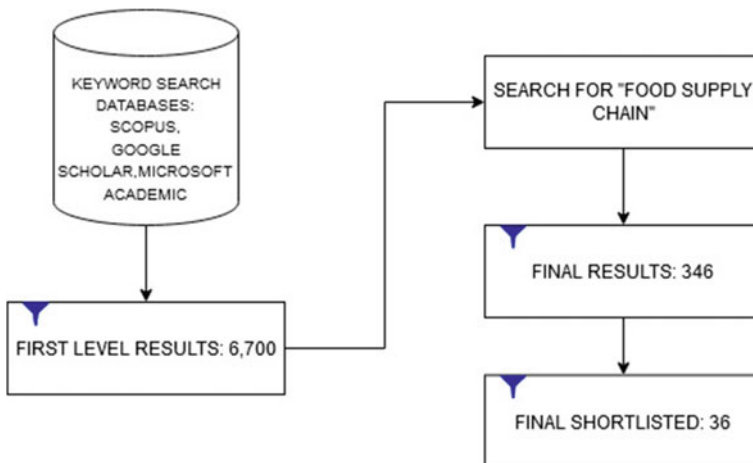 KEYWORD SEARCH
DATABASES:
SCOPUS,
GOOGLE
SCHOLAR,MICROSOFT
ACADEMIC
FIRST LEVEL RESULTS: 6,700
SEARCH FOR "FOOD SUPPLY
CHAIN"
FINAL RESULTS: 346
FINAL SHORTLISTED: 36